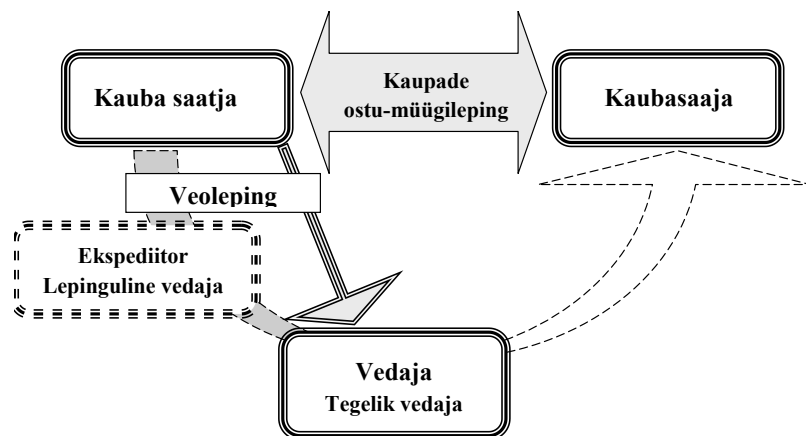 Kauba saatja
Kaupade
ostu-müügileping
Kaubasaaja
Veoleping
Ekspediitor
Lepinguline vedaja
Vedaja
Tegelik vedaja